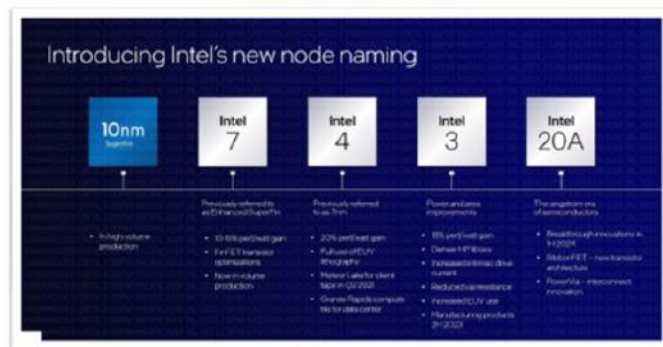 Introducing Intel's new node naming
10nm
SuperFin
Intel
7
Intel
4
Intel
3
Intel
20A
In high volume
production
Previously referred to
as Enhanced SuperFin
10-15% perf/watt gain
FinFET transistor
optimizations
Now in volume
production
Previously referred
to as 7nm
20% perf/watt gain
Full use of EUV
lithography
Meteor Lake for client
tape in Q2 2021
Granite Rapids compute
tile for data center
Power and area
improvements
18% perf/watt gain
Denser HP library
Increased intrinsic drive
current
Reduced via resistance
Increased EUV use
Manufacturing products
2H 2023
The angstrom era
of semiconductors
Breakthrough innovations in
1H 2024
RibbonFET – new transistor
architecture
PowerVia – interconnect
innovation